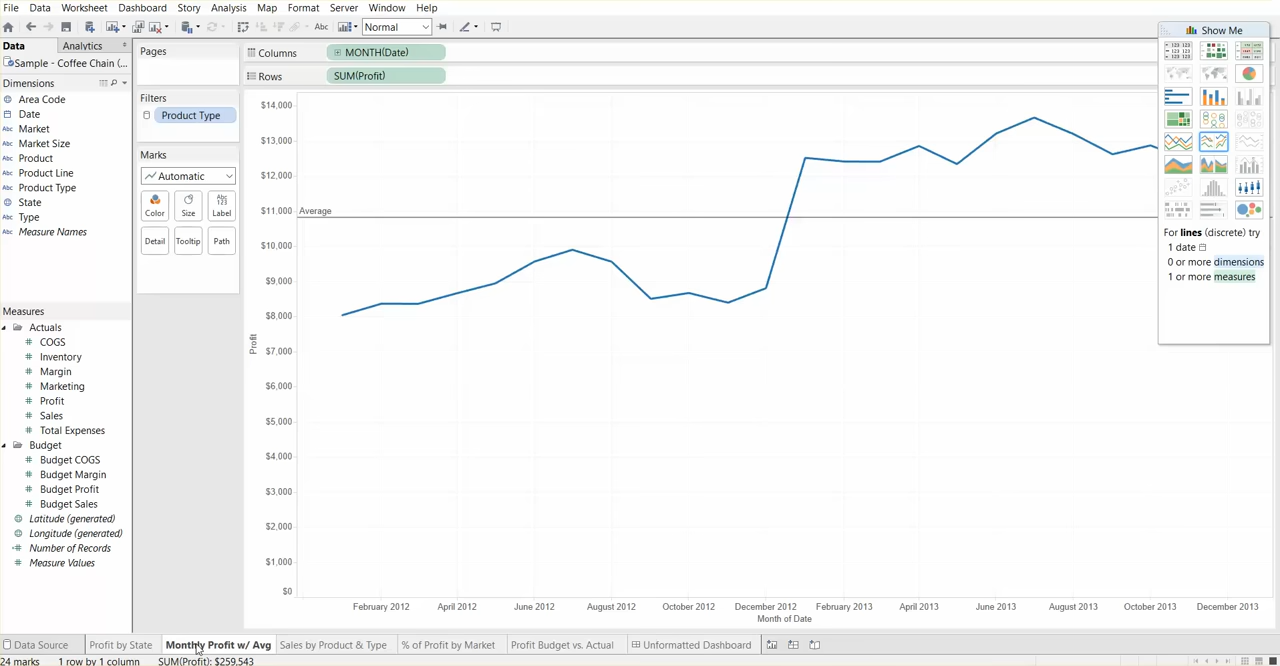 File Data Worksheet Dashboard Story Analysis Map Format Server Window Help
Abc Normal
Show Me
Data Analytics
Sample - Coffee Chain (...
Dimensions
Area Code
Date
Abc Market
Abc Market Size
Abc Product
Abc Product Line
Abc Product Type
State
Abc Type
Abc Measure Names
Measures
Actuals
# COGS
# Inventory
# Margin
# Marketing
# Profit
# Sales
# Total Expenses
Budget
# Budget COGS
# Budget Margin
# Budget Profit
# Budget Sales
Latitude (generated)
Longitude (generated)
# Number of Records
# Measure Values
Pages
Filters
Product Type
Marks
Automatic
Color Size Label
Detail Tooltip Path
Columns MONTH(Date)
Rows SUM(Profit)
$14,000
$13,000
$12,000
$11,000
$10,000
$9,000
$8,000
$7,000
$6,000
$5,000
$4,000
$3,000
$2,000
$1,000
$0
Profit
Average
February 2012 April 2012 June 2012 August 2012 October 2012 December 2012 February 2013 April 2013 June 2013 August 2013 October 2013 December 2013
Month of Date
For lines (discrete) try
1 date
0 or more dimensions
1 or more measures
Data Source Profit by State Monthly Profit w/ Avg Sales by Product & Type % of Profit by Market Profit Budget vs. Actual Unformatted Dashboard
24 marks 1 row by 1 column SUM(Profit): $259,543